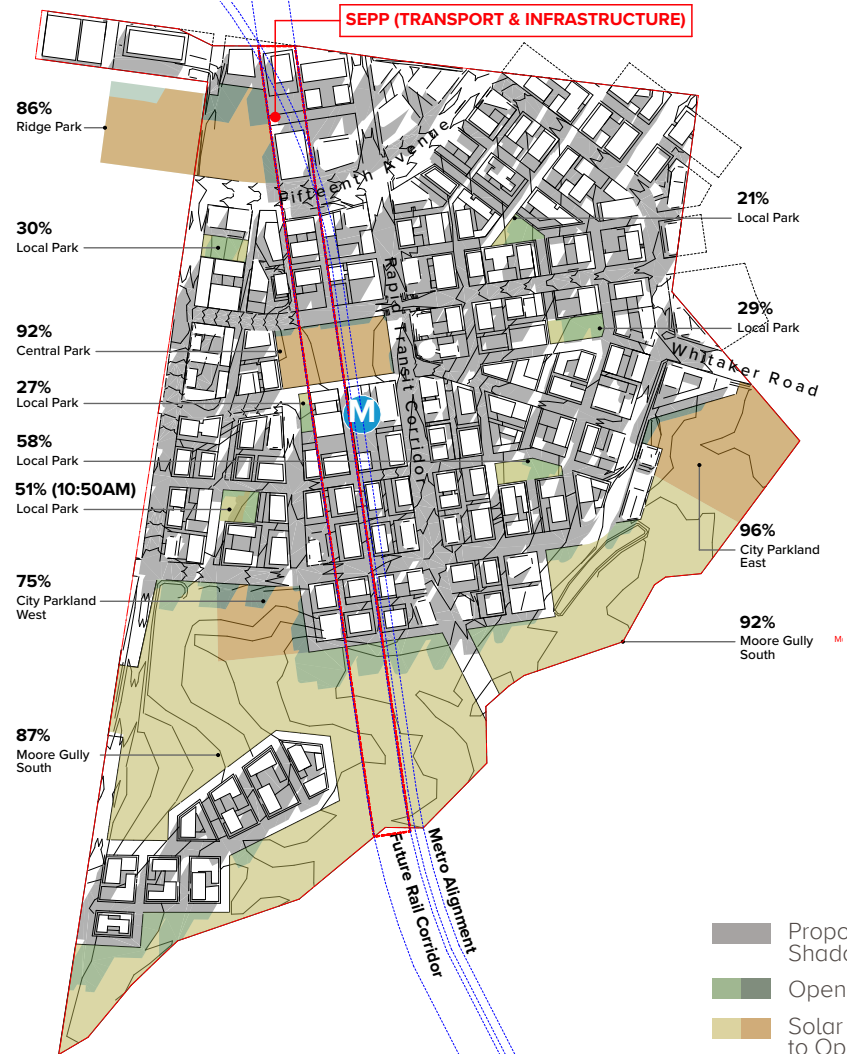 SEPP (TRANSPORT & INFRASTRUCTURE)
86%
Ridge Park
Fifteenth Avenue
21%
Local Park
30%
Local Park
Rapid Transit Corridor
29%
Local Park
92%
Central Park
Whitaker Road
27%
Local Park
M
58%
Local Park
51% (10:50AM)
Local Park
96%
City Parkland
East
75%
City Parkland
West
92%
Moore Gully
South
87%
Moore Gully
South
Metro Alignment
Future Rail Corridor
Open
Solar
to Op